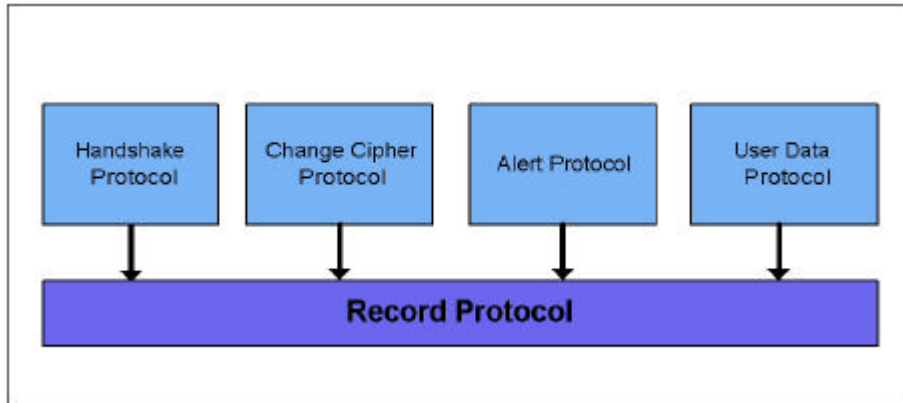 Handshake
Protocol
Change Cipher
Protocol
Alert Protocol
User Data
Protocol
Record Protocol